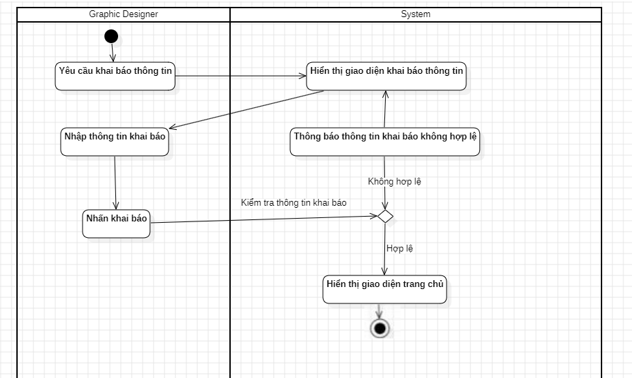 Graphic Designer
System
Yêu cầu khai báo thông tin
Hiển thị giao diện khai báo thông tin
Nhập thông tin khai báo
Thông báo thông tin khai báo không hợp lệ
Không hợp lệ
Kiểm tra thông tin khai báo
Nhấn khai báo
Hợp lệ
Hiển thị giao diện trang chủ